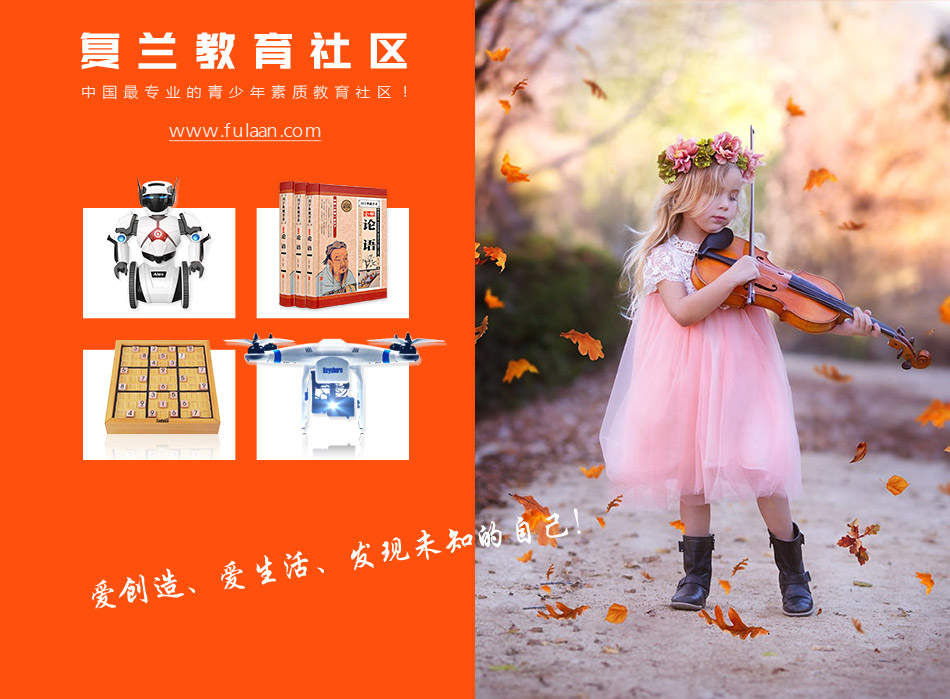 复兰教育社区
中国最专业的青少年素质教育社区！
www.fulaan.com
论语
爱创造、爱生活、发现未知的自己！